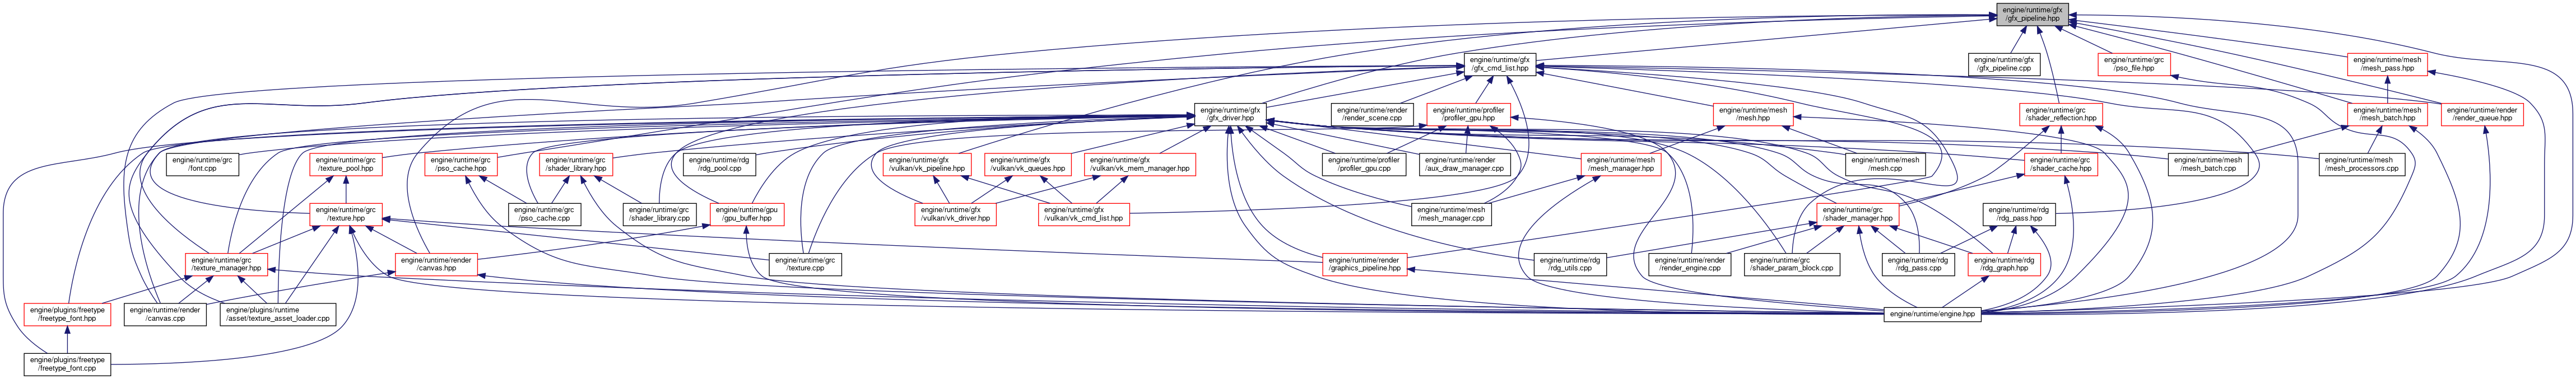 engine/runtime/gfx
/gfx_pipeline.hpp
engine/runtime/gfx
/gfx_cmd_list.hpp
engine/runtime/gfx
/gfx_pipeline.cpp
engine/runtime/grc
/pso_file.hpp
engine/runtime/mesh
/mesh_pass.hpp
engine/runtime/gfx
/gfx_driver.hpp
engine/runtime/render
/render_scene.cpp
engine/runtime/profiler
/profiler_gpu.hpp
engine/runtime/mesh
/mesh.hpp
engine/runtime/grc
/shader_reflection.hpp
engine/runtime/mesh
/mesh_batch.hpp
engine/runtime/render
/render_queue.hpp
engine/runtime/grc
/font.cpp
engine/runtime/grc
/texture_pool.hpp
engine/runtime/grc
/pso_cache.hpp
engine/runtime/grc
/shader_library.hpp
engine/runtime/rdg
/rdg_pool.cpp
engine/runtime/gfx
/vulkan/vk_pipeline.hpp
engine/runtime/gfx
/vulkan/vk_queues.hpp
engine/runtime/gfx
/vulkan/vk_mem_manager.hpp
engine/runtime/profiler
/profiler_gpu.cpp
engine/runtime/render
/aux_draw_manager.cpp
engine/runtime/mesh
/mesh_manager.hpp
engine/runtime/mesh
/mesh.cpp
engine/runtime/grc
/shader_cache.hpp
engine/runtime/mesh
/mesh_batch.cpp
engine/runtime/mesh
/mesh_processors.cpp
engine/runtime/grc
/texture.hpp
engine/runtime/grc
/pso_cache.cpp
engine/runtime/grc
/shader_library.cpp
engine/runtime/gpu
/gpu_buffer.hpp
engine/runtime/gfx
/vulkan/vk_driver.hpp
engine/runtime/gfx
/vulkan/vk_cmd_list.hpp
engine/runtime/mesh
/mesh_manager.cpp
engine/runtime/grc
/shader_manager.hpp
engine/runtime/rdg
/rdg_pass.hpp
engine/runtime/grc
/texture_manager.hpp
engine/runtime/render
/canvas.hpp
engine/runtime/grc
/texture.cpp
engine/runtime/render
/graphics_pipeline.hpp
engine/runtime/rdg
/rdg_utils.cpp
engine/runtime/render
/render_engine.cpp
engine/runtime/grc
/shader_param_block.cpp
engine/runtime/rdg
/rdg_pass.cpp
engine/runtime/rdg
/rdg_graph.hpp
engine/plugins/freetype
/freetype_font.hpp
engine/runtime/render
/canvas.cpp
engine/plugins/runtime
/asset/texture_asset_loader.cpp
engine/runtime/engine.hpp
engine/plugins/freetype
/freetype_font.cpp